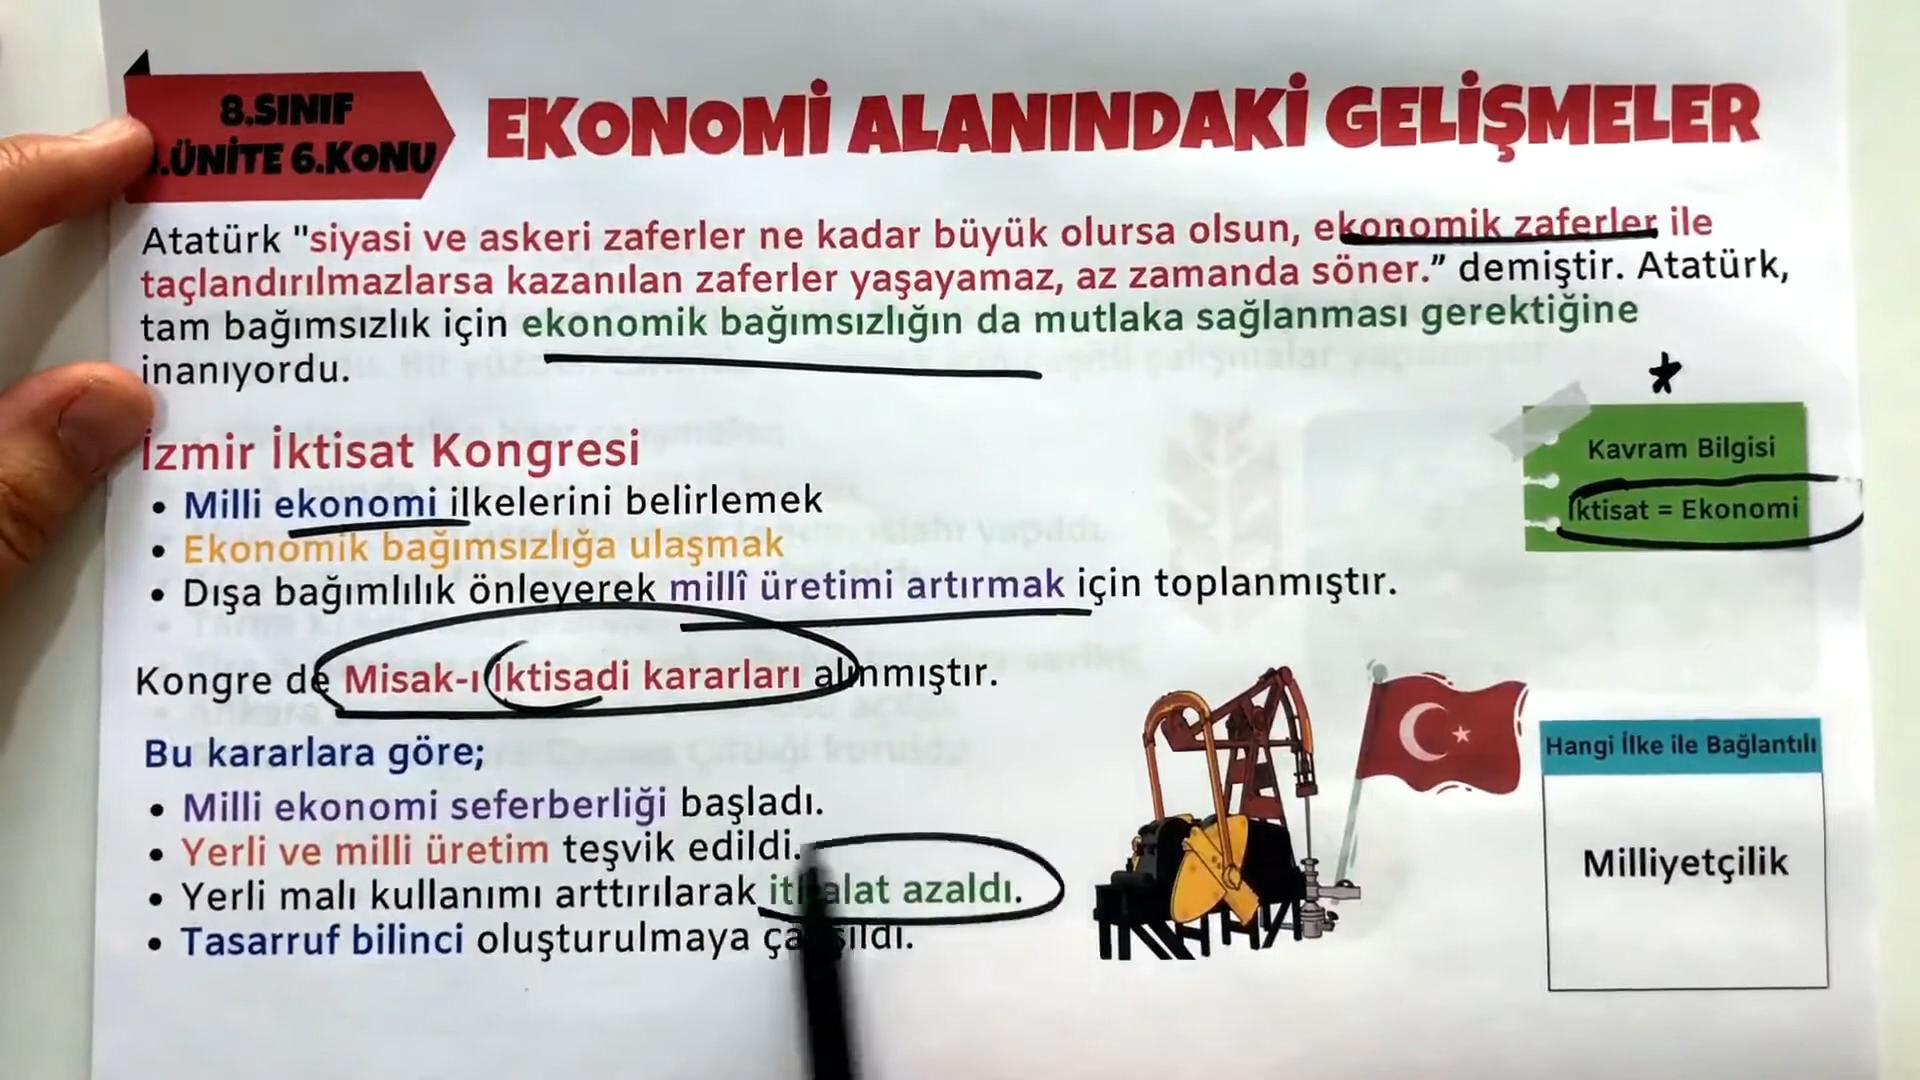 8.SINIF
.ÜNİTE 6.KONU
EKONOMİ ALANINDAKİ GELİŞMELER
Atatürk "siyasi ve askeri zaferler ne kadar büyük olursa olsun, ekonomik zaferler ile
taçlandırılmazlarsa kazanılan zaferler yaşayamaz, az zamanda söner.” demiştir. Atatürk,
tam bağımsızlık için ekonomik bağımsızlığın da mutlaka sağlanması gerektiğine
inanıyordu.
İzmir İktisat Kongresi
• Milli ekonomi ilkelerini belirlemek
• Ekonomik bağımsızlığa ulaşmak
• Dışa bağımlılık önleyerek millî üretimi artırmak için toplanmıştır.
Kavram Bilgisi
İktisat = Ekonomi
Kongre de Misak-ı İktisadi kararları alınmıştır.
Bu kararlara göre;
• Milli ekonomi seferberliği başladı.
• Yerli ve milli üretim teşvik edildi.
• Yerli malı kullanımı arttırılarak ithalat azaldı.
• Tasarruf bilinci oluşturulmaya çalışıldı.
Hangi İlke ile Bağlantılı
Milliyetçilik